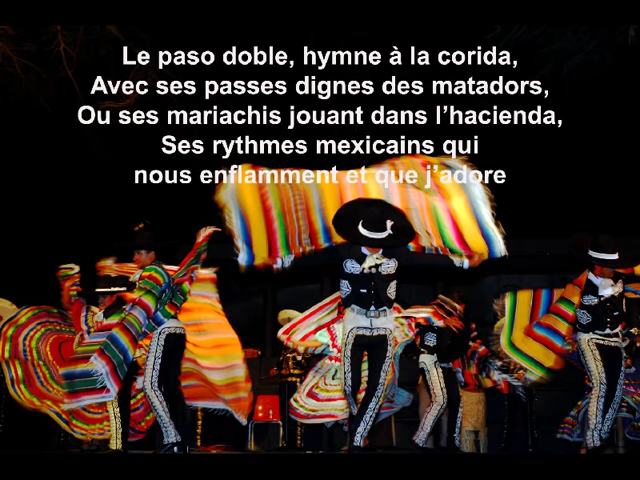 Le paso doble, hymne à la corida,
Avec ses passes dignes des matadors,
Ou ses mariachis jouant dans l’hacienda,
Ses rythmes mexicains qui
nous enflamment et que j’adore